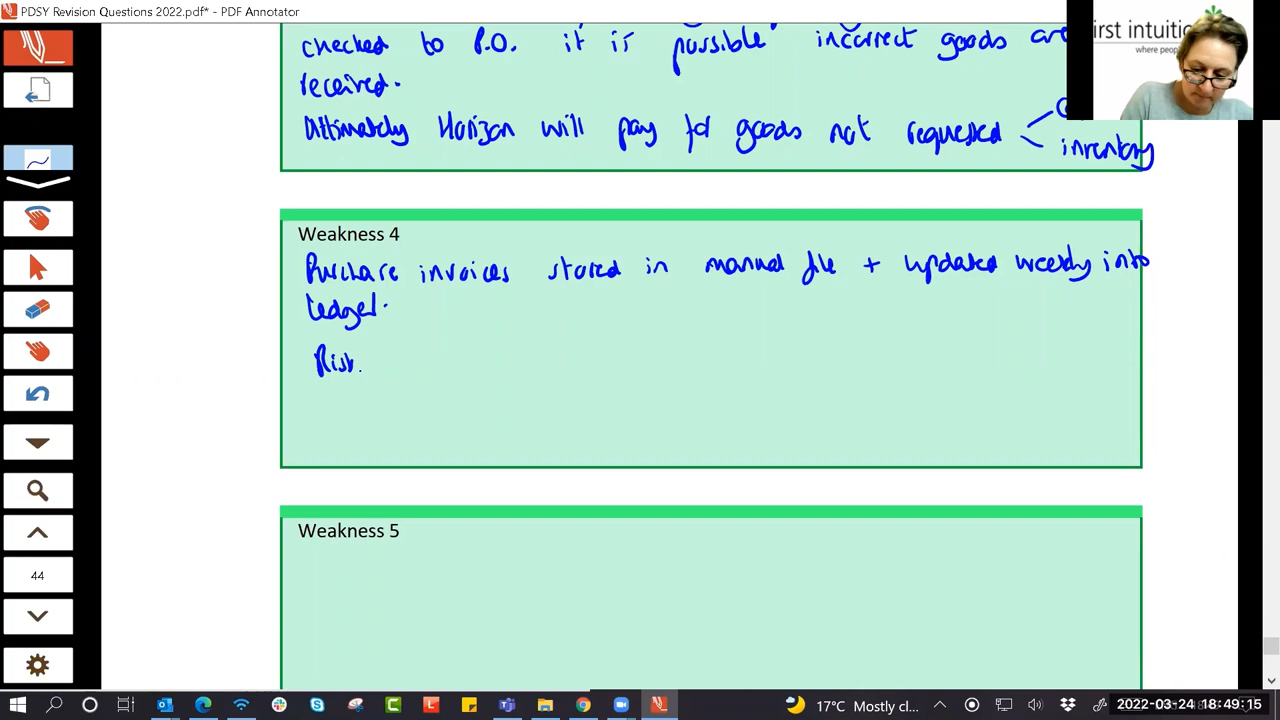 PDSY Revision Questions 2022.pdf* - PDF Annotator
irst intuitio
where peop
checked to P.O. it is possible incorrect goods are
received.
Ultimately Horizon will pay for goods not requested
inventory
Weakness 4
Purchase invoices stored in manual file + updated weekly into
ledger.
Risk
Weakness 5
44
17°C Mostly cl...
2022-03-24 18:49:15